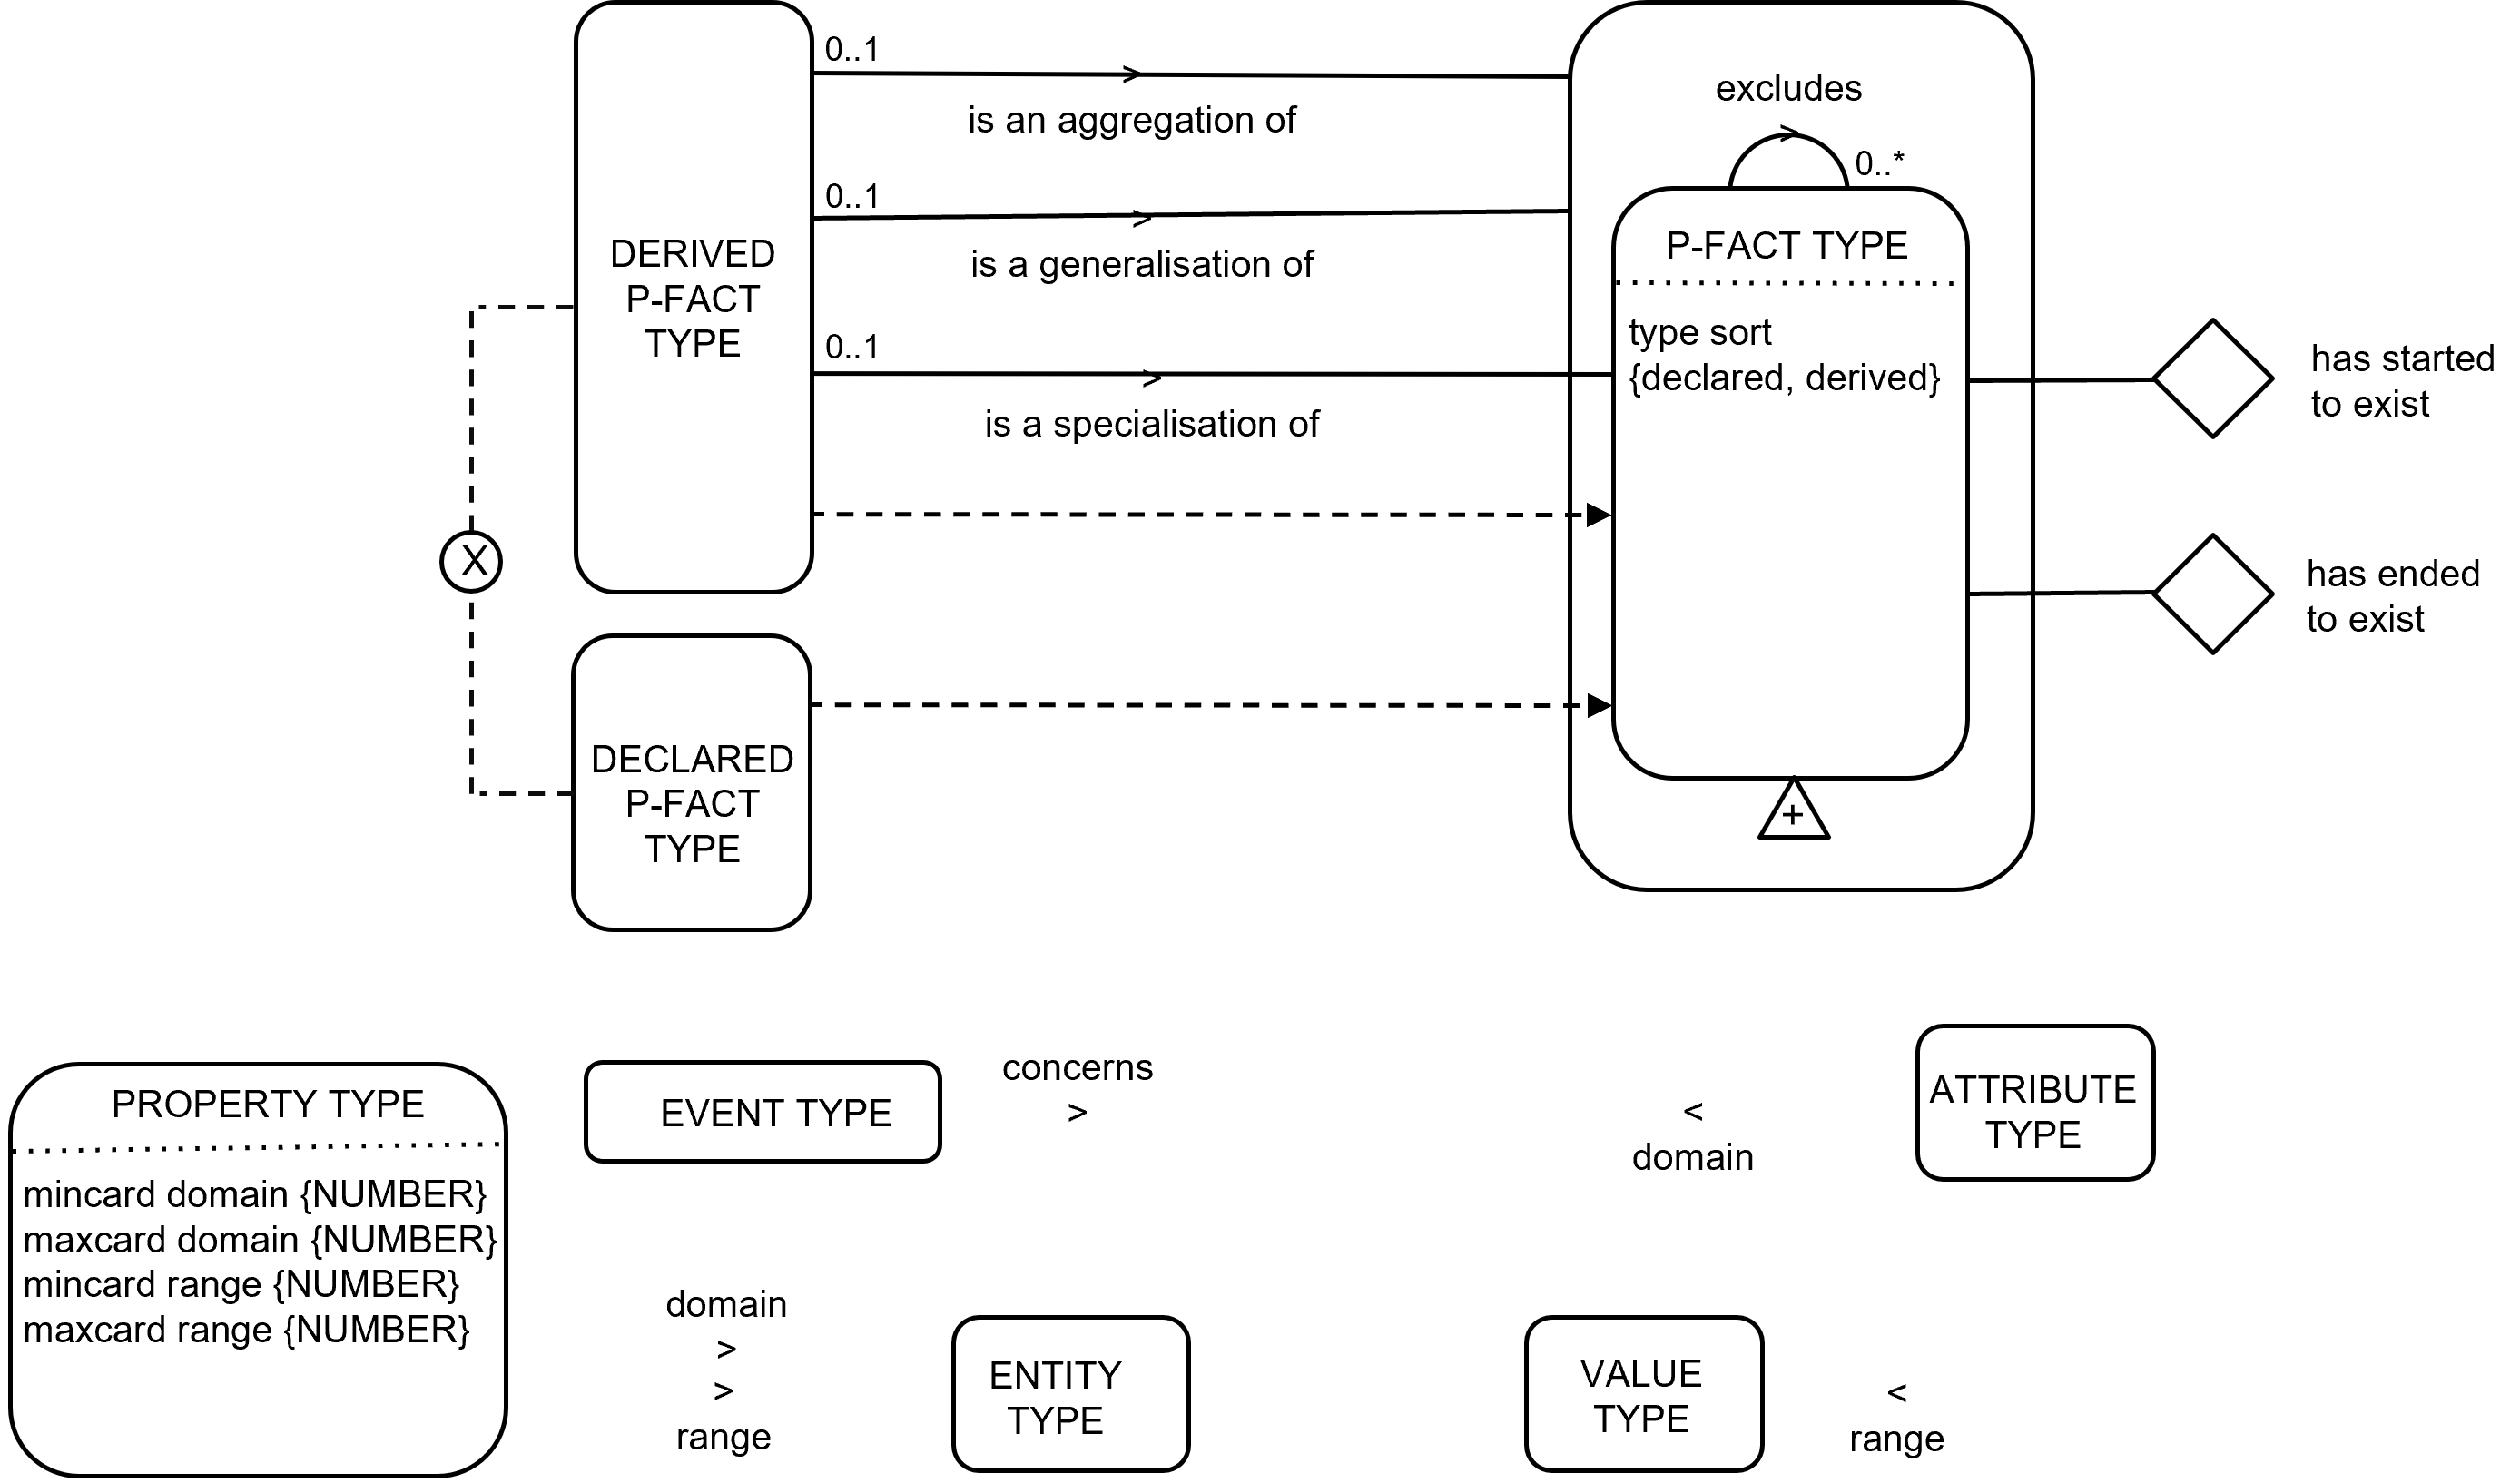 0..1
is an aggregation of
0..1
is a generalisation of
0..1
is a specialisation of
DERIVED
P-FACT
TYPE
excludes
>
0..*
P-FACT TYPE
type sort
{declared, derived}
has started
to exist
has ended
to exist
X
DECLARED
P-FACT
TYPE
+
PROPERTY TYPE
mincard domain {NUMBER}
maxcard domain {NUMBER}
mincard range {NUMBER}
maxcard range {NUMBER}
EVENT TYPE
concerns
>
<
domain
ATTRIBUTE
TYPE
domain
>
>
range
ENTITY
TYPE
VALUE
TYPE
<
range